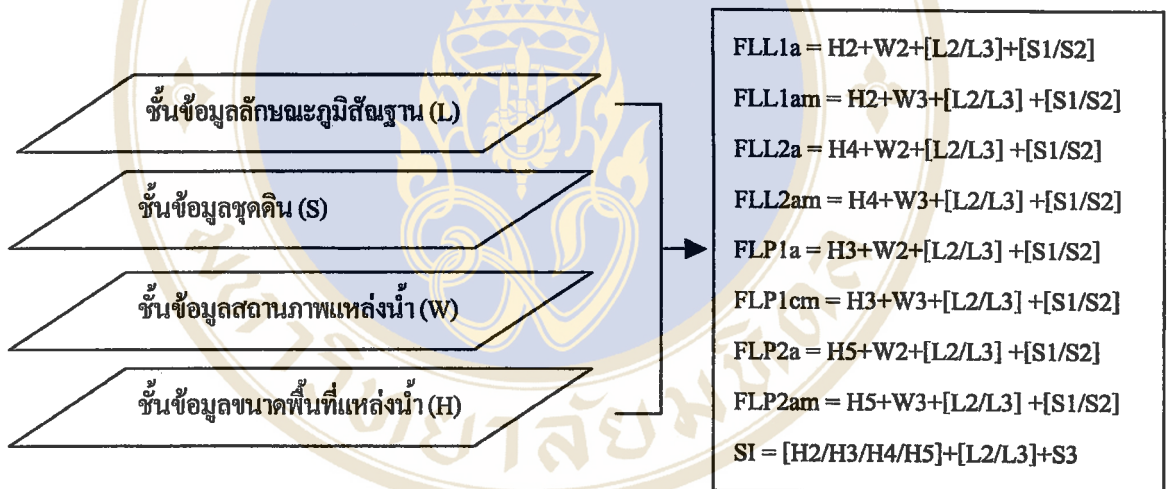 ชั้นข้อมูลลักษณะภูมิสัณฐาน (L)
ชั้นข้อมูลชุดดิน (S)
ชั้นข้อมูลสถานภาพแหล่งน้ำ (W)
ชั้นข้อมูลขนาดพื้นที่แหล่งน้ำ (H)
FLL1a = H2+W2+[L2/L3]+[S1/S2]
FLL1am = H2+W3+[L2/L3] +[S1/S2]
FLL2a = H4+W2+[L2/L3] +[S1/S2]
FLL2am = H4+W3+[L2/L3] +[S1/S2]
FLP1a = H3+W2+[L2/L3] +[S1/S2]
FLP1cm = H3+W3+[L2/L3] +[S1/S2]
FLP2a = H5+W2+[L2/L3] +[S1/S2]
FLP2am = H5+W3+[L2/L3] +[S1/S2]
SI = [H2/H3/H4/H5]+[L2/L3]+S3